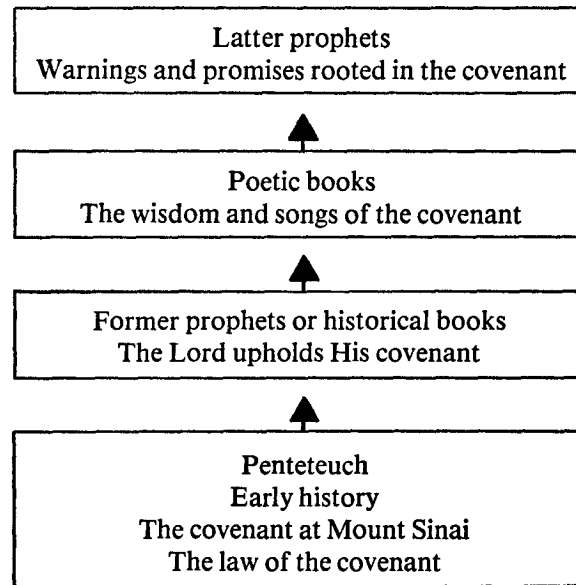 Latter prophets
Warnings and promises rooted in the covenant
Poetic books
The wisdom and songs of the covenant
Former prophets or historical books
The Lord upholds His covenant
Penteteuch
Early history
The covenant at Mount Sinai
The law of the covenant